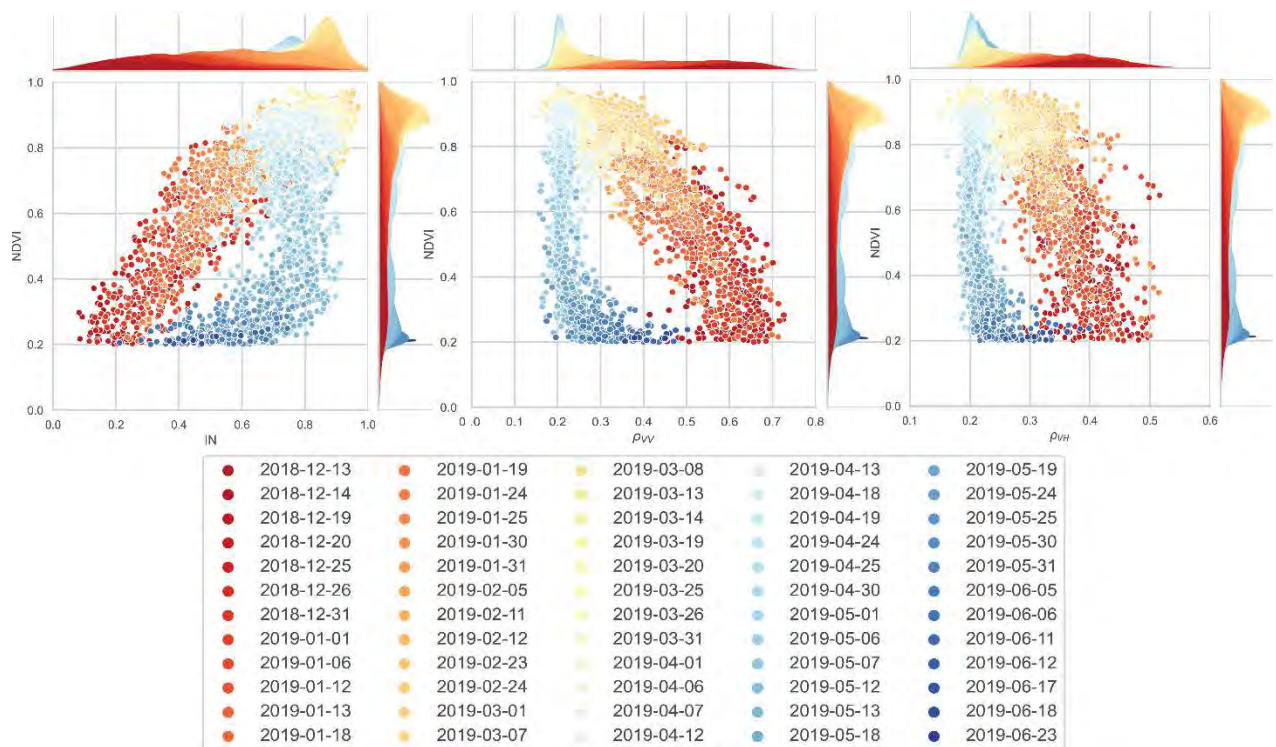 1.0 1.0 1.0
0.8 0.8 0.8
0.6 0.6 0.6
NDVI NDVI NDVI
0.4 0.4 0.4
0.2 0.2 0.2
0.0 0.0 0.0
0.0 0.2 0.4 0.6 0.8 1.0 0.0 0.1 0.2 0.3 0.4 0.5 0.6 0.7 0.8 0.1 0.2 0.3 0.4 0.5 0.6
IN ρVV ρVH
2018-12-13 2019-01-19 2019-03-08 2019-04-13 2019-05-19
2018-12-14 2019-01-24 2019-03-13 2019-04-18 2019-05-24
2018-12-19 2019-01-25 2019-03-14 2019-04-19 2019-05-25
2018-12-20 2019-01-30 2019-03-19 2019-04-24 2019-05-30
2018-12-25 2019-01-31 2019-03-20 2019-04-25 2019-05-31
2018-12-26 2019-02-05 2019-03-25 2019-04-30 2019-06-05
2018-12-31 2019-02-11 2019-03-26 2019-05-01 2019-06-06
2019-01-01 2019-02-12 2019-03-31 2019-05-06 2019-06-11
2019-01-06 2019-02-23 2019-04-01 2019-05-07 2019-06-12
2019-01-12 2019-02-24 2019-04-06 2019-05-12 2019-06-17
2019-01-13 2019-03-01 2019-04-07 2019-05-13 2019-06-18
2019-01-18 2019-03-07 2019-04-12 2019-05-18 2019-06-23